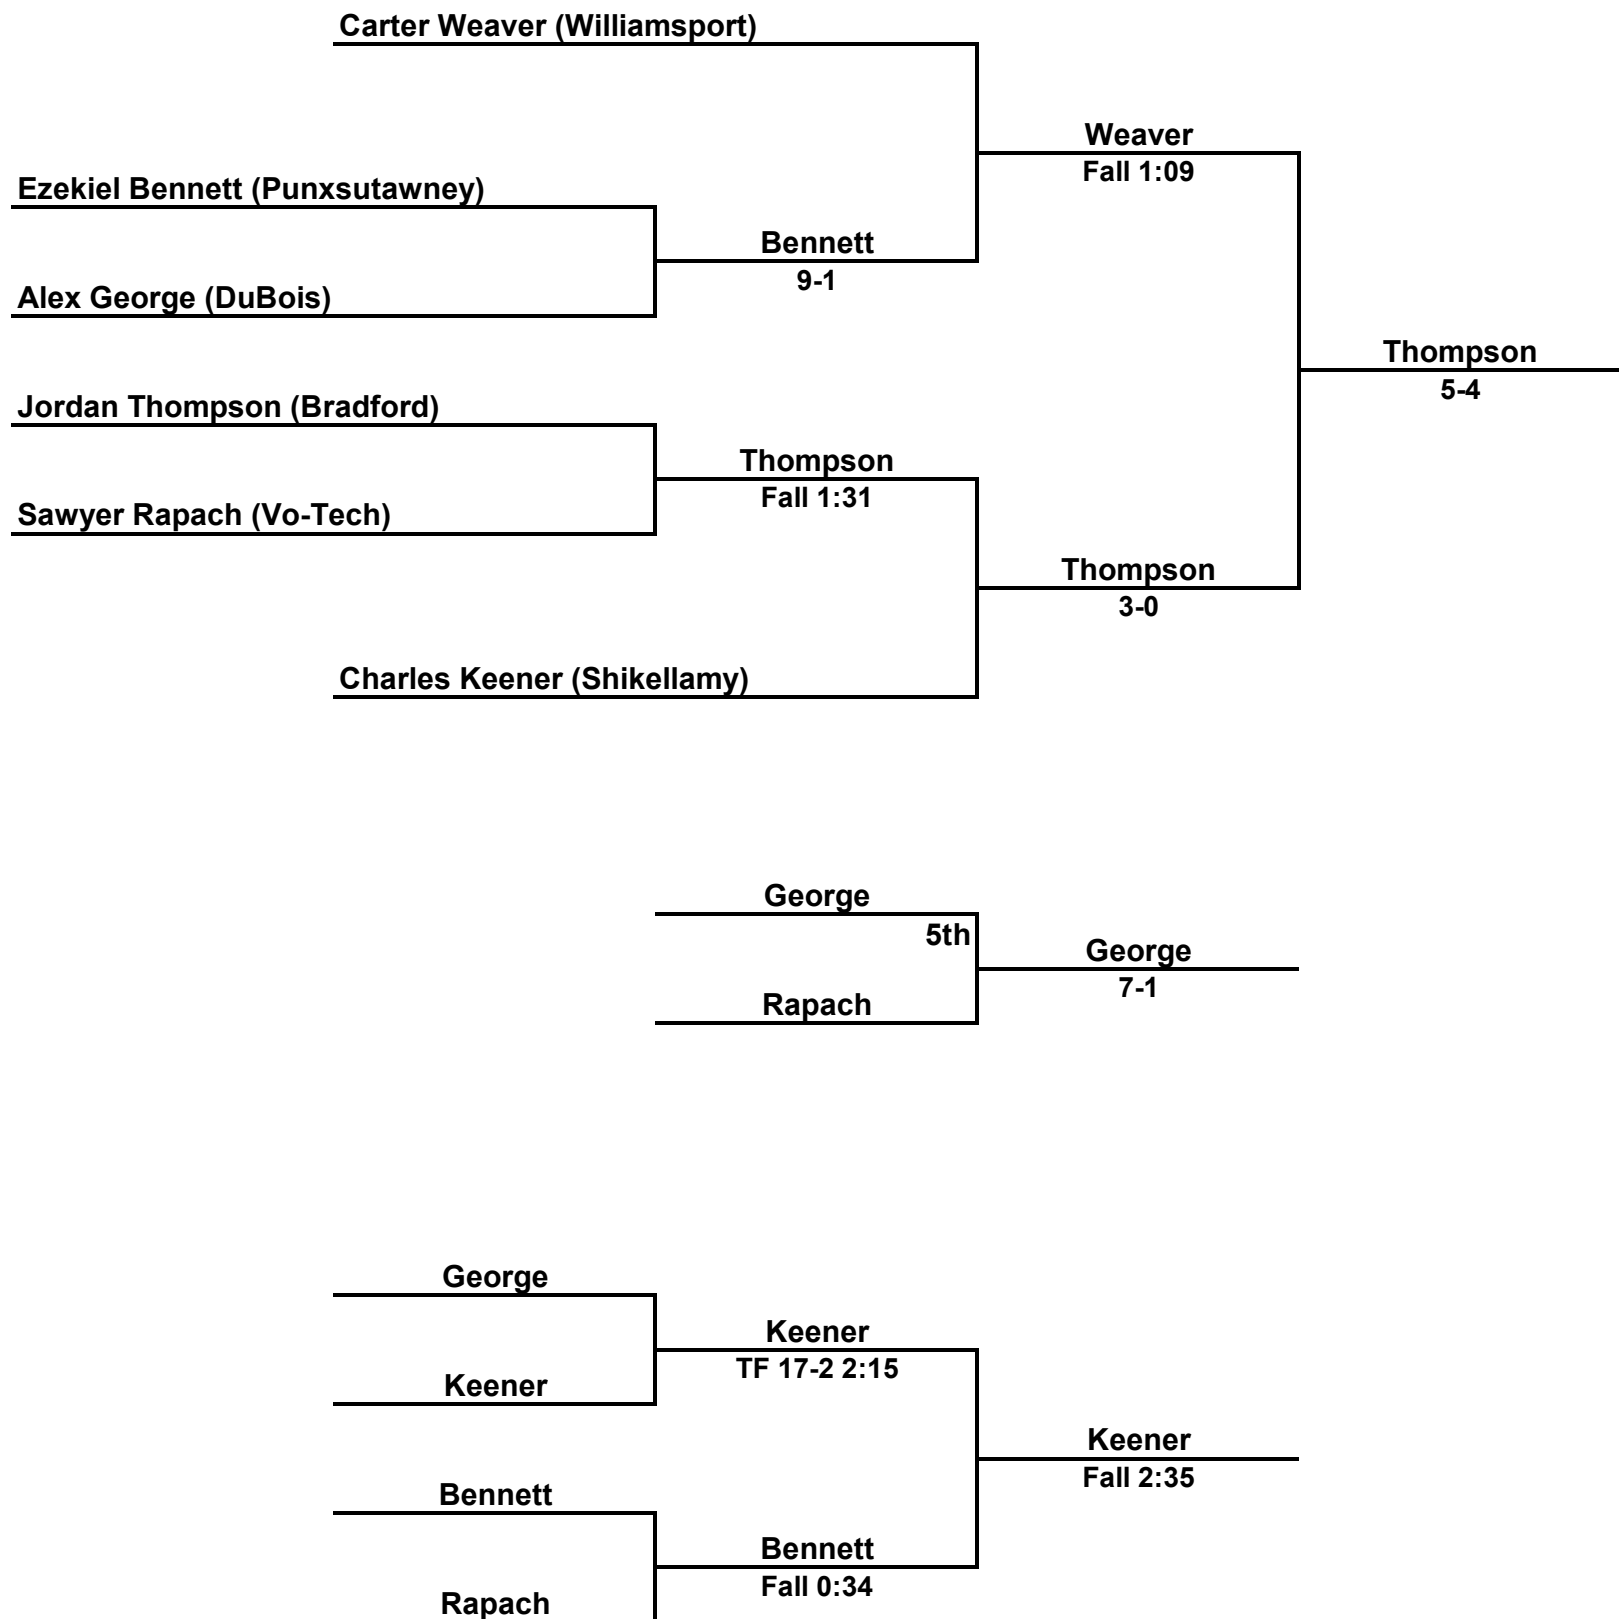 Carter Weaver (Williamsport)
Weaver
Fall 1:09
Ezekiel Bennett (Punxsutawney)
Bennett
9-1
Alex George (DuBois)
Thompson
5-4
Jordan Thompson (Bradford)
Thompson
Fall 1:31
Sawyer Rapach (Vo-Tech)
Thompson
3-0
Charles Keener (Shikellamy)
George
5th
George
7-1
Rapach
George
Keener
TF 17-2 2:15
Keener
Keener
Fall 2:35
Bennett
Bennett
Fall 0:34
Rapach